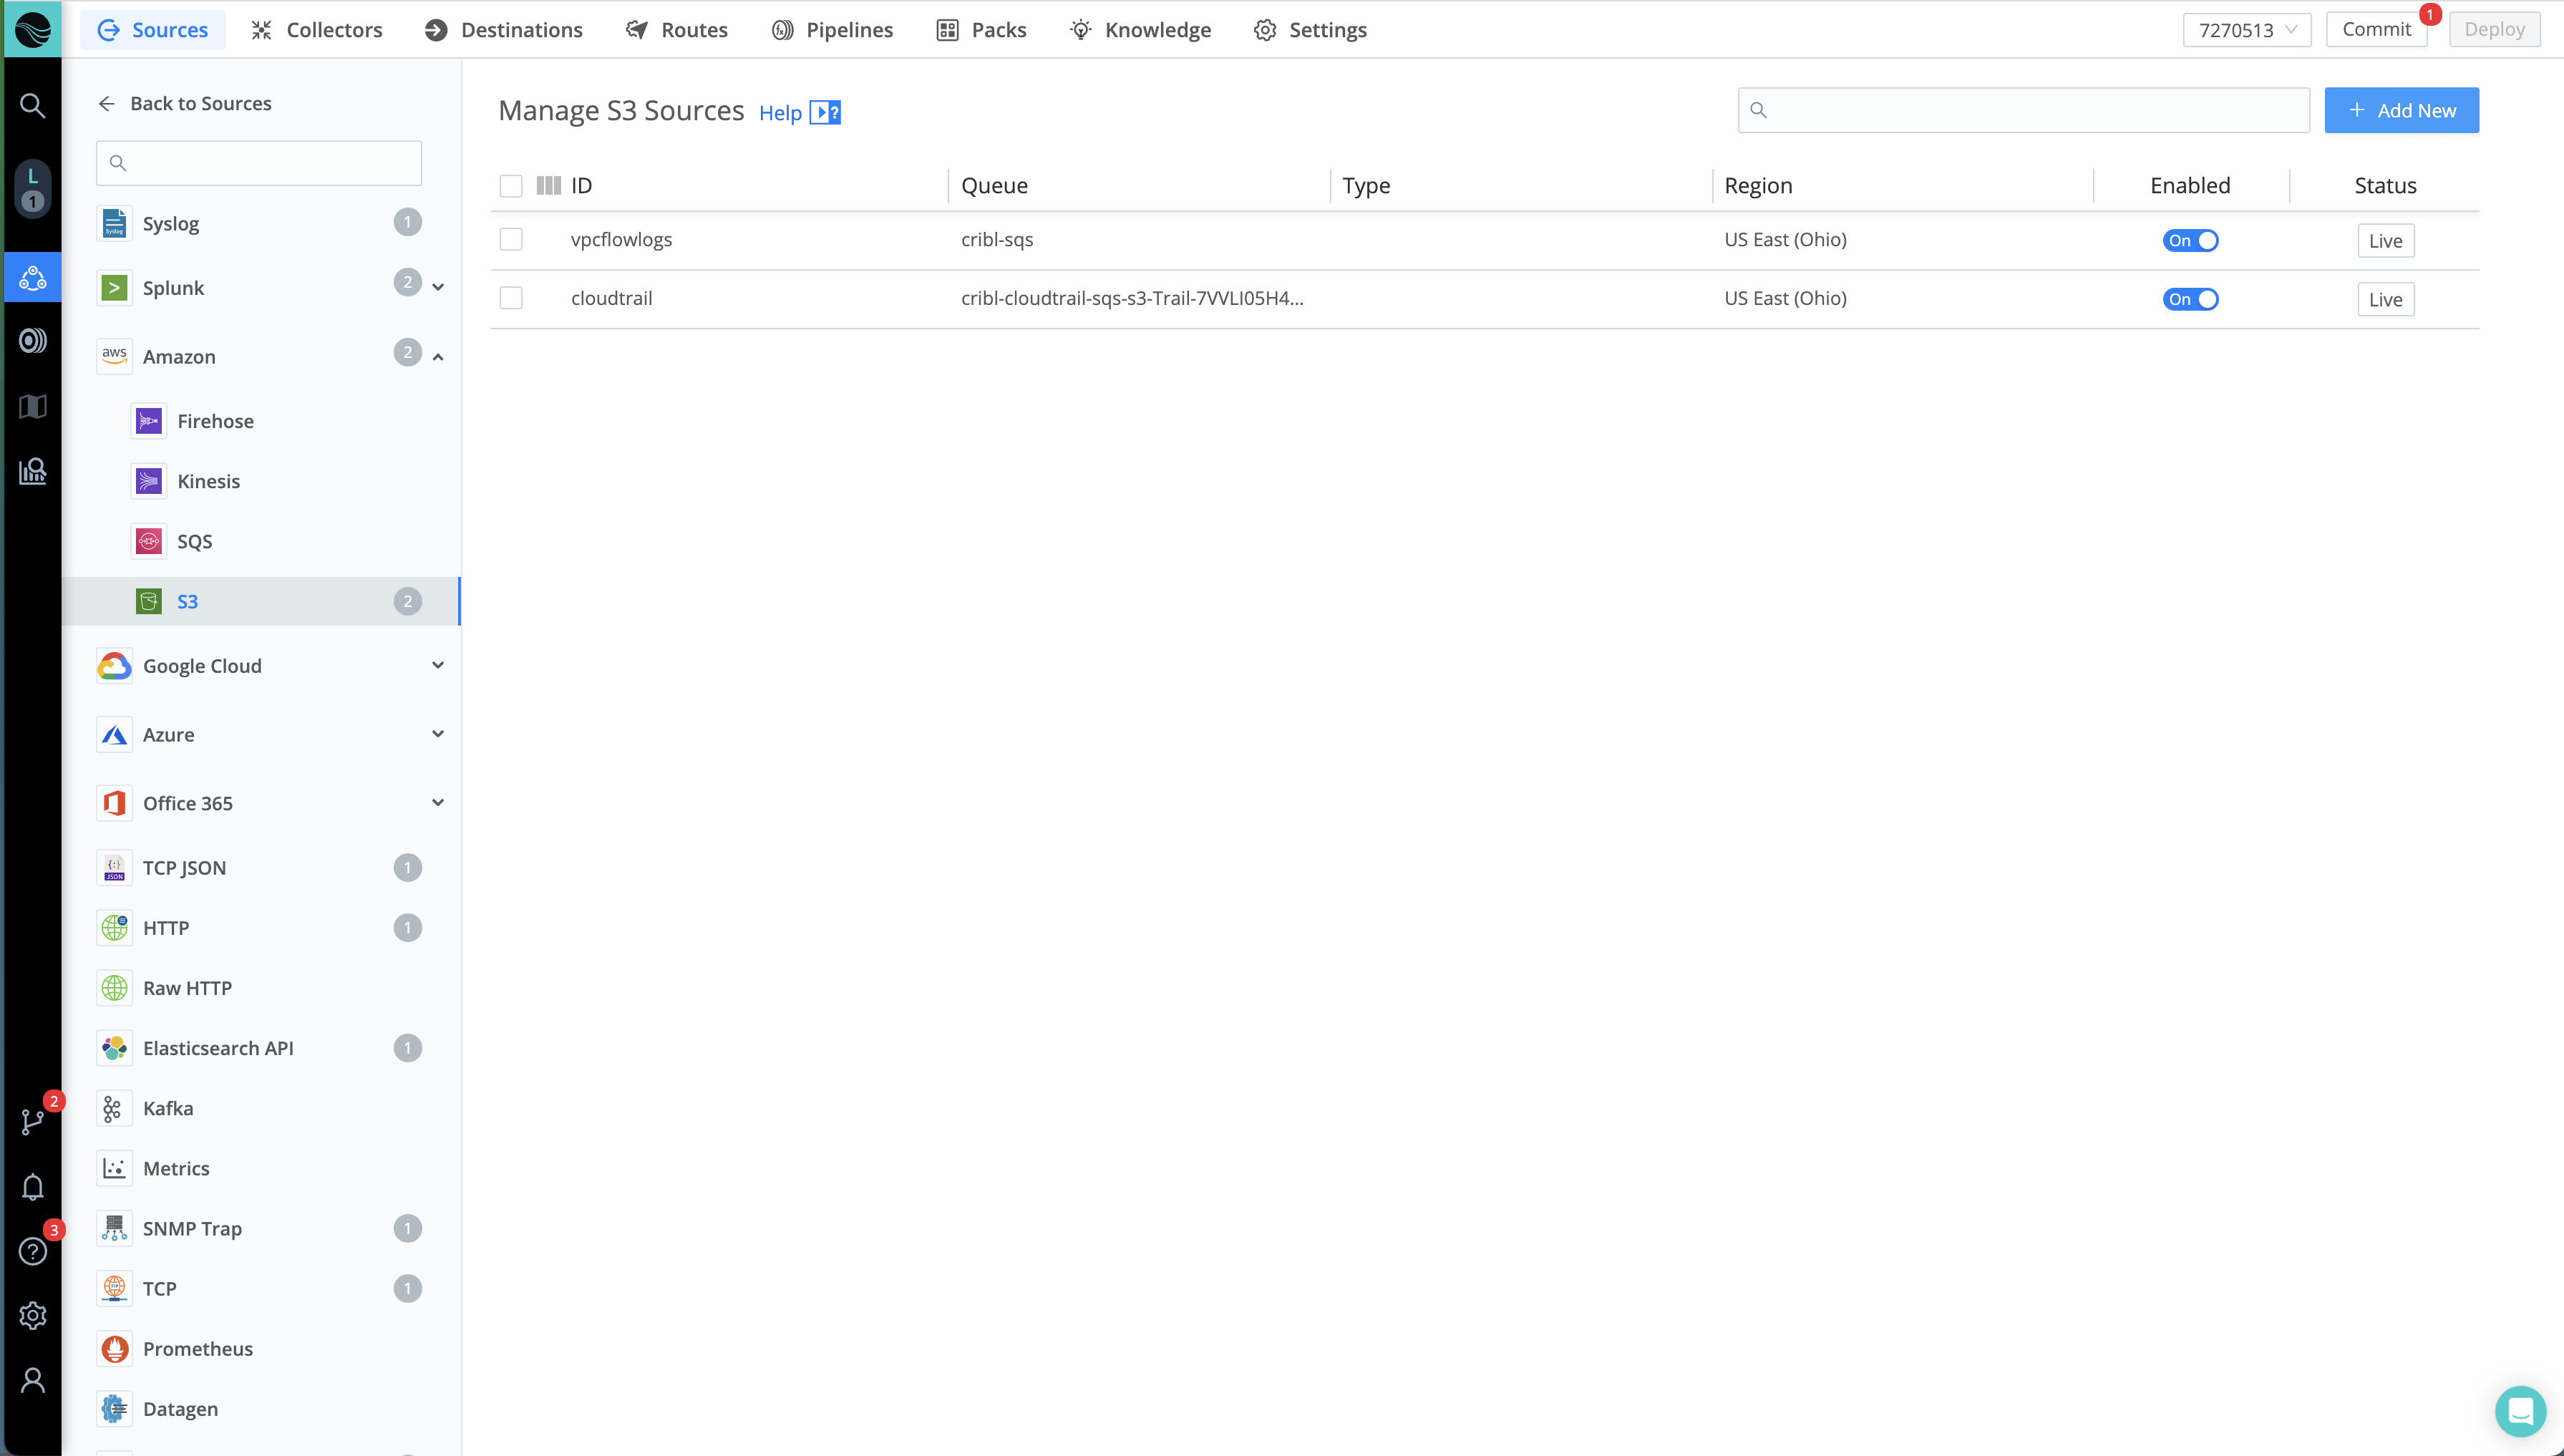 Sources Collectors Destinations Routes Pipelines Packs Knowledge Settings 7270513 Commit 1 Deploy
L
1
2
3
Back to Sources
Syslog 1
Splunk 2
Amazon 2
Firehose
Kinesis
SQS
S3 2
Google Cloud
Azure
Office 365
TCP JSON 1
HTTP 1
Raw HTTP
Elasticsearch API 1
Kafka
Metrics
SNMP Trap 1
TCP 1
Prometheus
Datagen
Manage S3 Sources Help ? + Add New
ID Queue Type Region Enabled Status
vpcflowlogs cribl-sqs US East (Ohio) On Live
cloudtrail cribl-cloudtrail-sqs-s3-Trail-7VVLI05H4... US East (Ohio) On Live